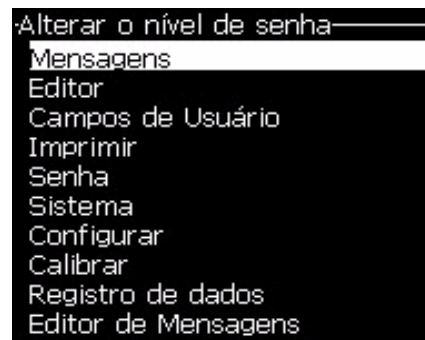 Alterar o nível de senha
Mensagens
Editor
Campos de Usuário
Imprimir
Senha
Sistema
Configurar
Calibrar
Registro de dados
Editor de Mensagens